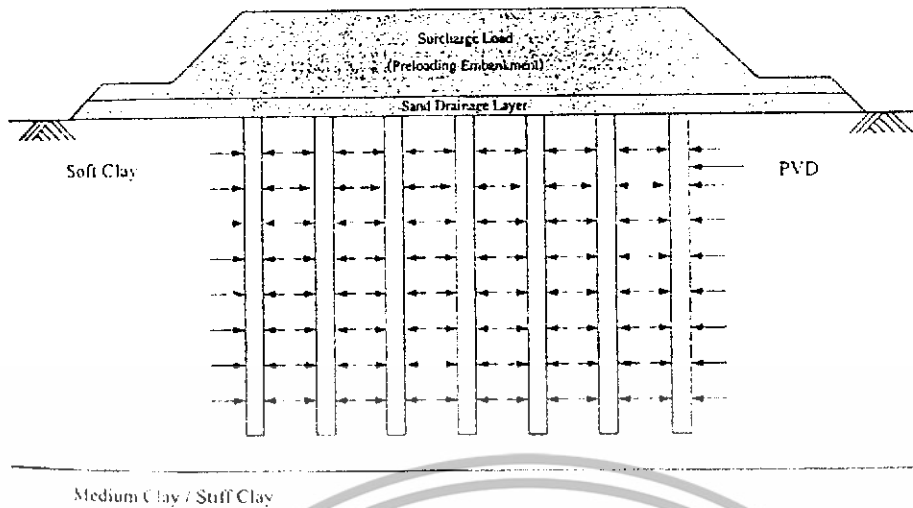 Surcharge Load
(Preloading Embankment)
Sand Drainage Layer
Soft Clay
PVD
Medium Clay / Stiff Clay